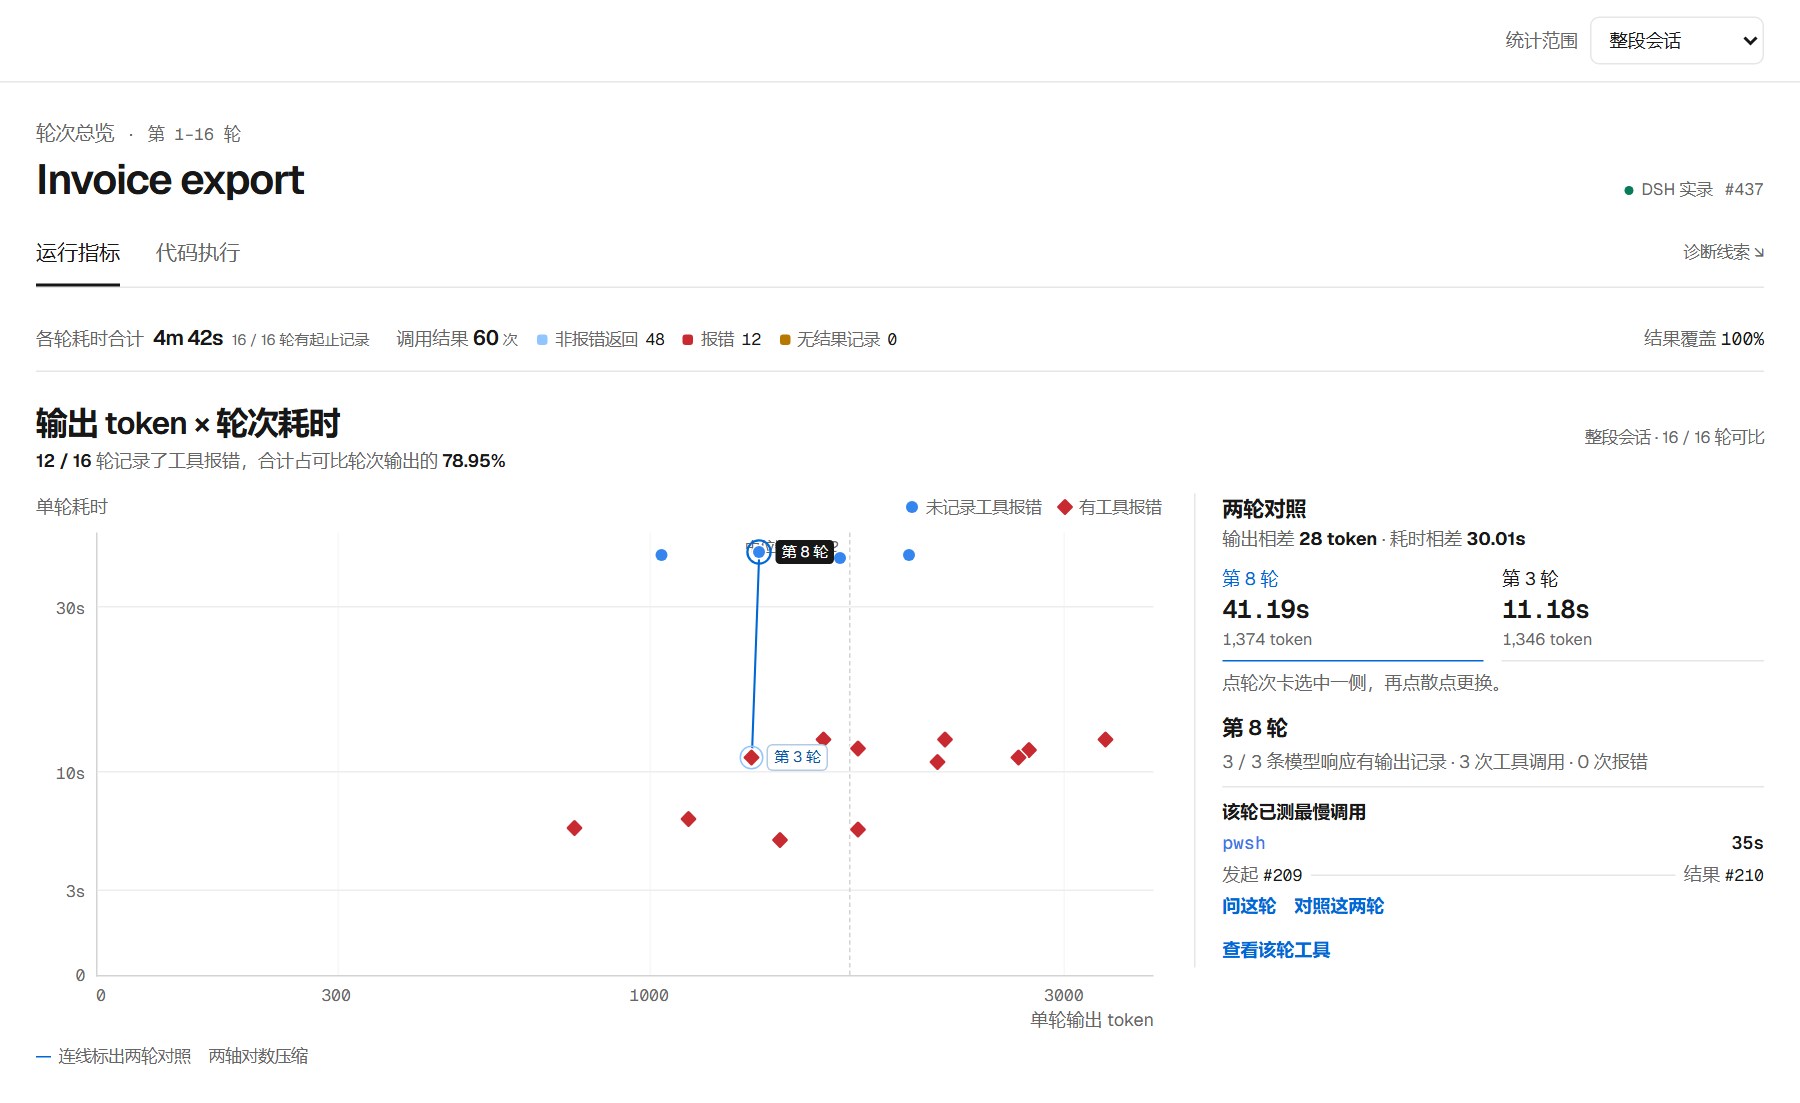 统计范围 整段会话
轮次总览 · 第 1-16 轮
Invoice export
DSH 实录 #437
运行指标 代码执行
诊断线索
各轮耗时合计 4m 42s 16 / 16 轮有起止记录 调用结果 60 次 非报错返回 48 报错 12 无结果记录 0
结果覆盖 100%
输出 token × 轮次耗时
整段会话 · 16 / 16 轮可比
12 / 16 轮记录了工具报错，合计占可比轮次输出的 78.95%
单轮耗时
未记录工具报错 有工具报错
第 8 轮
30s
第 3 轮
10s
3s
0
0 300 1000 3000
单轮输出 token
连线标出两轮对照 两轴对数压缩
两轮对照
输出相差 28 token · 耗时相差 30.01s
第 8 轮 第 3 轮
41.19s 11.18s
1,374 token 1,346 token
点轮次卡选中一侧，再点散点更换。
第 8 轮
3 / 3 条模型响应有输出记录 · 3 次工具调用 · 0 次报错
该轮已测最慢调用
pwsh 35s
发起 #209 结果 #210
问这轮 对照这两轮
查看该轮工具